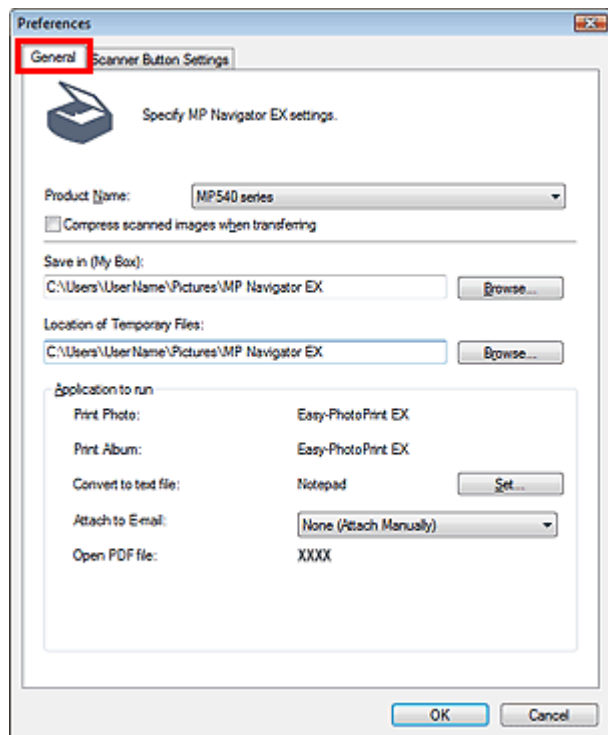 Preferences
General
Scanner Button Settings
Specify MP Navigator EX settings.
Product Name:
MP540 series
Compress scanned images when transferring
Save in (My Box):
C:\Users\UserName\Pictures\MP Navigator EX
Browse...
Location of Temporary Files:
C:\Users\UserName\Pictures\MP Navigator EX
Browse...
Application to run
Print Photo:
Easy-PhotoPrint EX
Print Album:
Easy-PhotoPrint EX
Convert to text file:
Notepad
Set...
Attach to E-mail:
None (Attach Manually)
Open PDF file:
XXXX
OK
Cancel